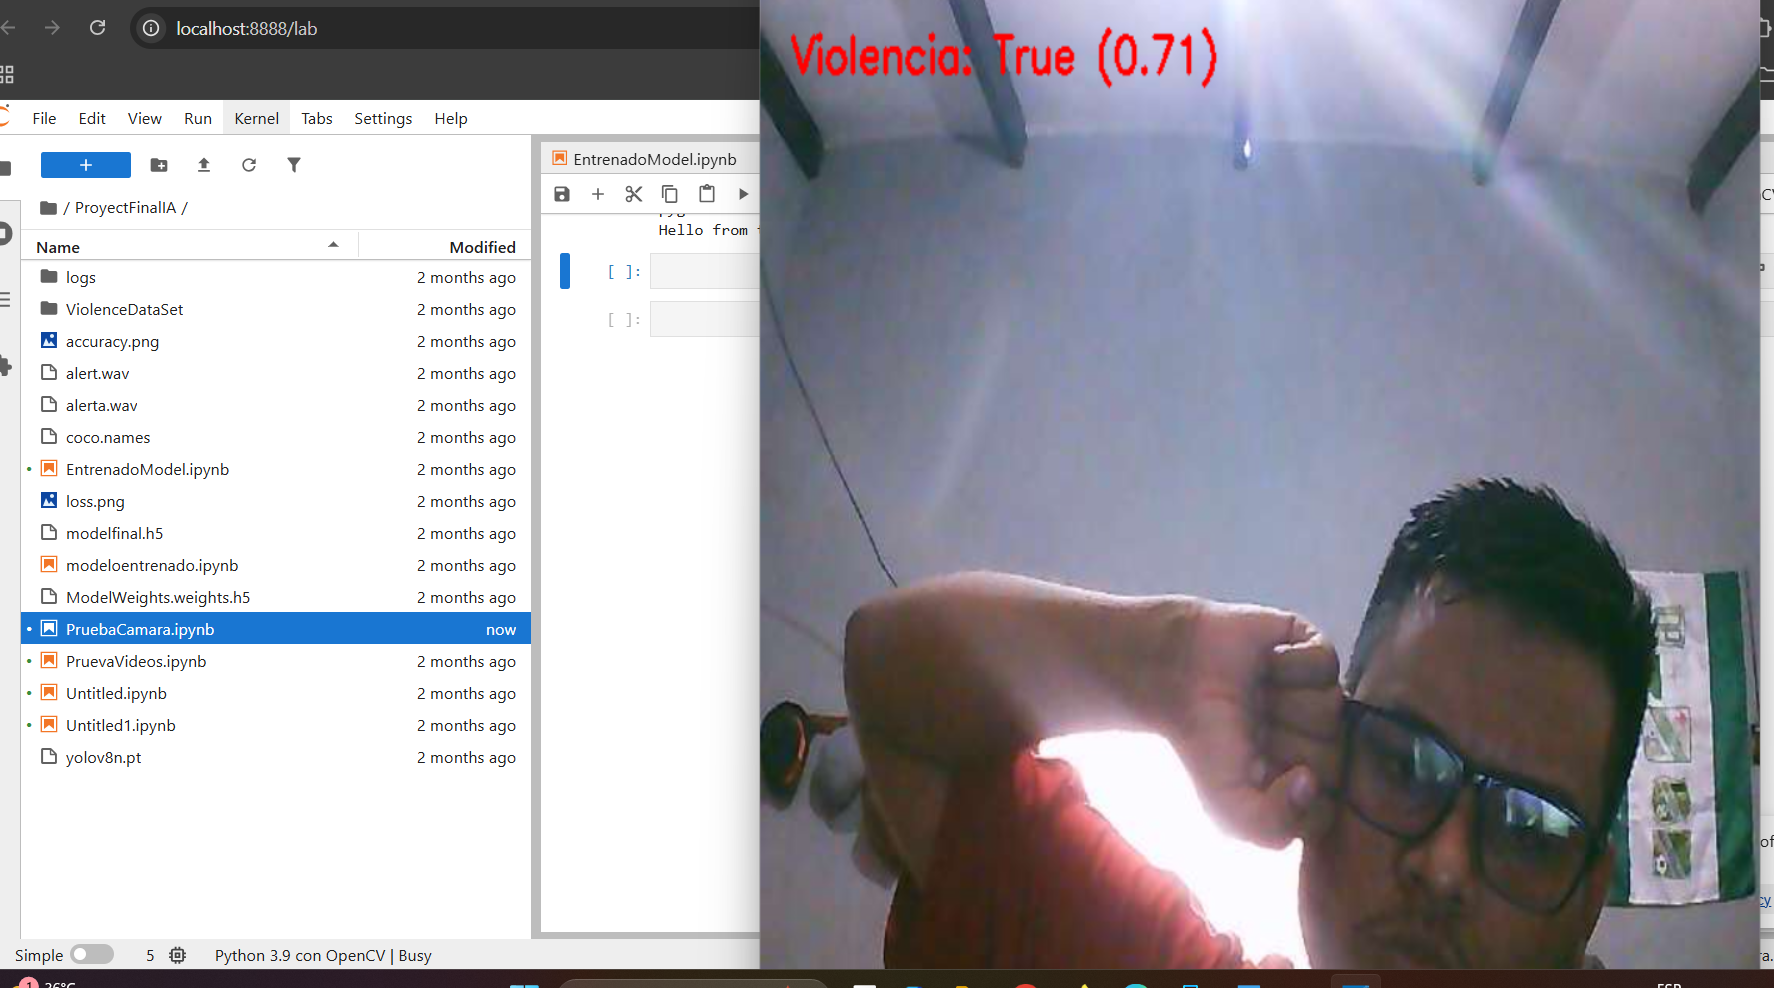 localhost:8888/lab
Violencia: True (0.71)
File Edit View Run Kernel Tabs Settings Help
EntrenadoModel.ipynb
/ ProyectFinalIA /
Hello from
Name Modified
[ ]:
logs 2 months ago
ViolenceDataSet 2 months ago
[ ]:
accuracy.png 2 months ago
alert.wav 2 months ago
alerta.wav 2 months ago
coco.names 2 months ago
EntrenadoModel.ipynb 2 months ago
loss.png 2 months ago
modelfinal.h5 2 months ago
modeloentrenado.ipynb 2 months ago
ModelWeights.weights.h5 2 months ago
PruebaCamara.ipynb now
PruevaVideos.ipynb 2 months ago
Untitled.ipynb 2 months ago
Untitled1.ipynb 2 months ago
yolov8n.pt 2 months ago
Simple 5 Python 3.9 con OpenCV | Busy
1